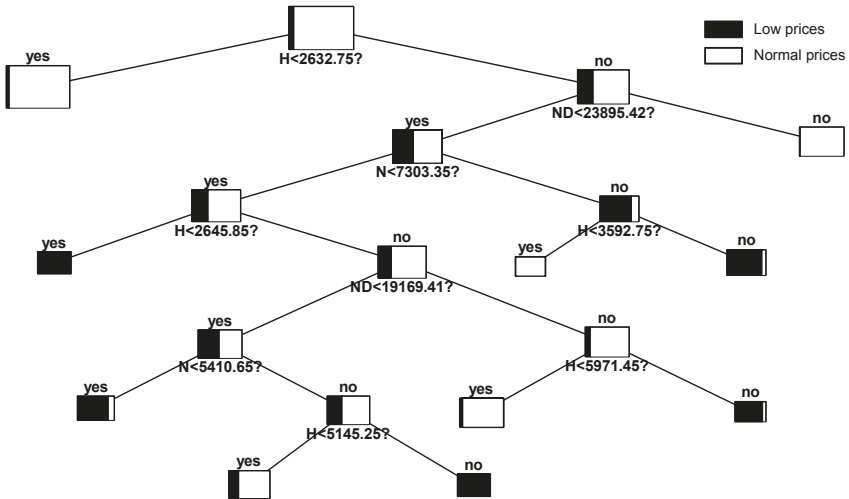 Low prices
Normal prices
yes
H<2632.75?
no
ND<23895.42?
yes
no
N<7303.35?
yes
no
H<2645.85?
H<3592.75?
yes
no
yes
no
ND<19169.41?
yes
no
N<5410.65?
H<5971.45?
yes
no
yes
no
H<5145.25?
yes
no